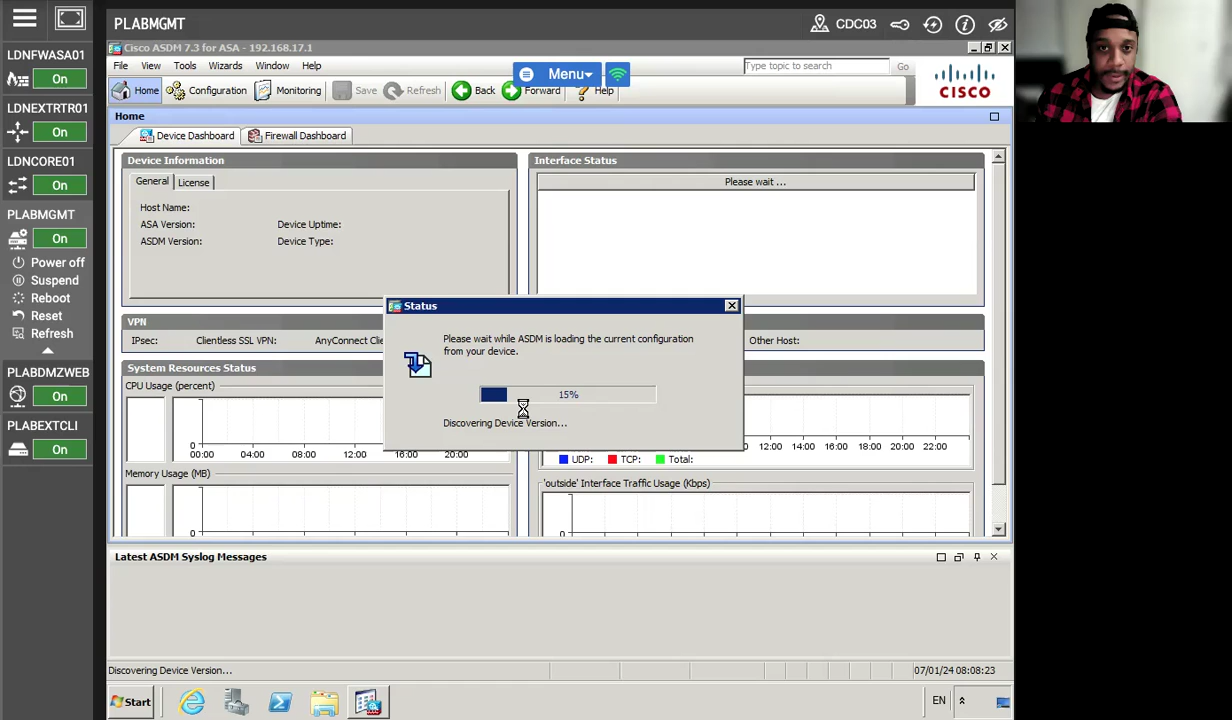 PLABMGMT
CDC03
LDNFWASA01
On
LDNEXTRTR01
On
LDNCORE01
On
PLABMGMT
On
Power off
Suspend
Reboot
Reset
Refresh
PLABDMZWEB
On
PLABEXTCLI
On
Cisco ASDM 7.3 for ASA - 192.168.17.1
File View Tools Wizards Window Help
Menu
Type topic to search
Go
Home Configuration Monitoring Save Refresh Back Forward Help
CISCO
Home
Device Dashboard Firewall Dashboard
Device Information
General License
Host Name:
ASA Version: Device Uptime:
ASDM Version: Device Type:
Interface Status
Please wait ...
VPN
IPsec: Clientless SSL VPN: AnyConnect Clie
Other Host:
Status
Please wait while ASDM is loading the current configuration
from your device.
15%
Discovering Device Version...
System Resources Status
CPU Usage (percent)
0
00:00 04:00 08:00 12:00 16:00 20:00
Memory Usage (MB)
0
12:00 14:00 16:00 18:00 20:00 22:00
UDP: TCP: Total:
'outside' Interface Traffic Usage (Kbps)
0
Latest ASDM Syslog Messages
Discovering Device Version...
07/01/24 08:08:23
Start
EN